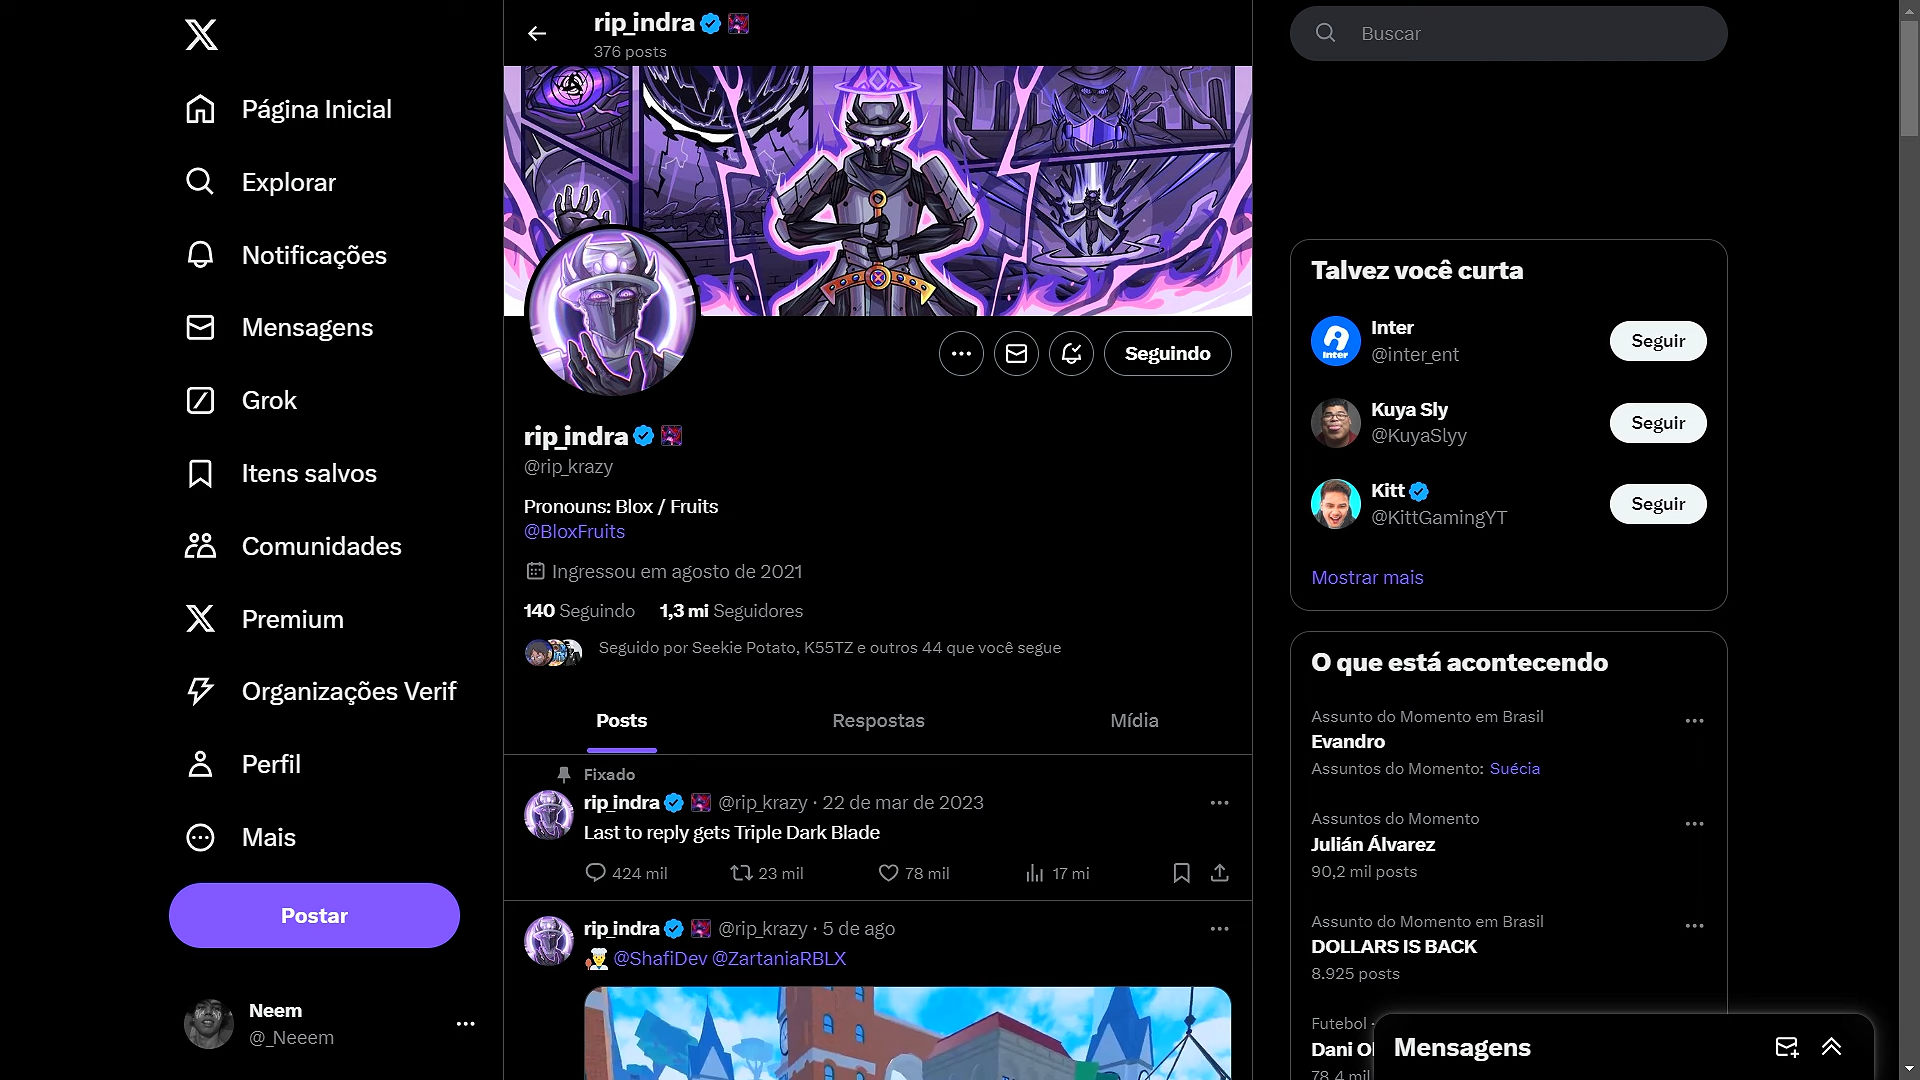 rip_indra
376 posts
Buscar
Página Inicial
Explorar
Notificações
Mensagens
Grok
Itens salvos
Comunidades
Premium
Organizações Verif
Perfil
Mais
Postar
Neem
@_Neeem
Seguindo
rip_indra
@rip_krazy
Pronouns: Blox / Fruits
@BloxFruits
Ingressou em agosto de 2021
140 Seguindo 1,3 mi Seguidores
Seguido por Seekie Potato, K55TZ e outros 44 que você segue
Posts Respostas Mídia
Fixado
rip_indra @rip_krazy · 22 de mar de 2023
Last to reply gets Triple Dark Blade
424 mil 23 mil 78 mil 17 mi
rip_indra @rip_krazy · 5 de ago
@ShafiDev @ZartaniaRBLX
Talvez você curta
inter
Inter
@inter_ent
Seguir
Kuya Sly
@KuyaSlyy
Seguir
Kitt
@KittGamingYT
Seguir
Mostrar mais
O que está acontecendo
Assunto do Momento em Brasil
Evandro
Assuntos do Momento: Suécia
Assuntos do Momento
Julián Álvarez
90,2 mil posts
Assunto do Momento em Brasil
DOLLARS IS BACK
8.925 posts
Futebol ·
Dani
78,4 mil
Mensagens